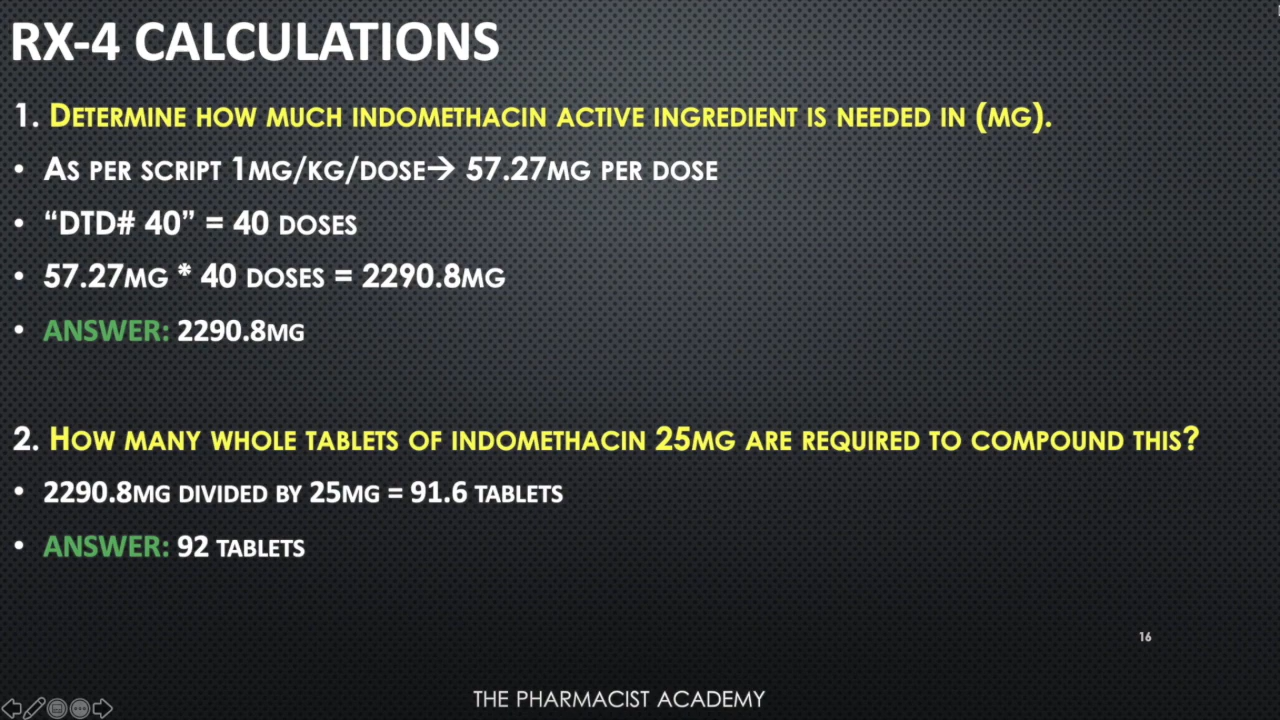 RX-4 CALCULATIONS
1. DETERMINE HOW MUCH INDOMETHACIN ACTIVE INGREDIENT IS NEEDED IN (MG).
• AS PER SCRIPT 1MG/KG/DOSE→ 57.27MG PER DOSE
• “DTD# 40” = 40 DOSES
• 57.27MG * 40 DOSES = 2290.8MG
• ANSWER: 2290.8MG
2. HOW MANY WHOLE TABLETS OF INDOMETHACIN 25MG ARE REQUIRED TO COMPOUND THIS?
• 2290.8MG DIVIDED BY 25MG = 91.6 TABLETS
• ANSWER: 92 TABLETS
16
THE PHARMACIST ACADEMY